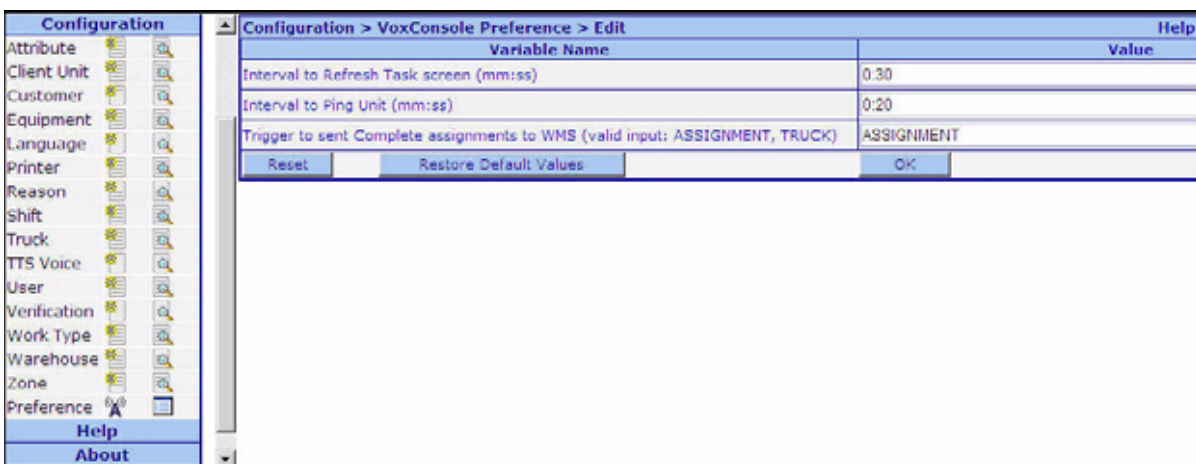 Configuration
Attribute
Client Unit
Customer
Equipment
Language
Printer
Reason
Shift
Truck
TTS Voice
User
Verification
Work Type
Warehouse
Zone
Preference
Help
About
Configuration > VoxConsole Preference > Edit Help
Variable Name Value
Interval to Refresh Task screen (mm:ss) 0:30
Interval to Ping Unit (mm:ss) 0:20
Trigger to sent Complete assignments to WMS (valid input: ASSIGNMENT, TRUCK) ASSIGNMENT
Reset Restore Default Values OK